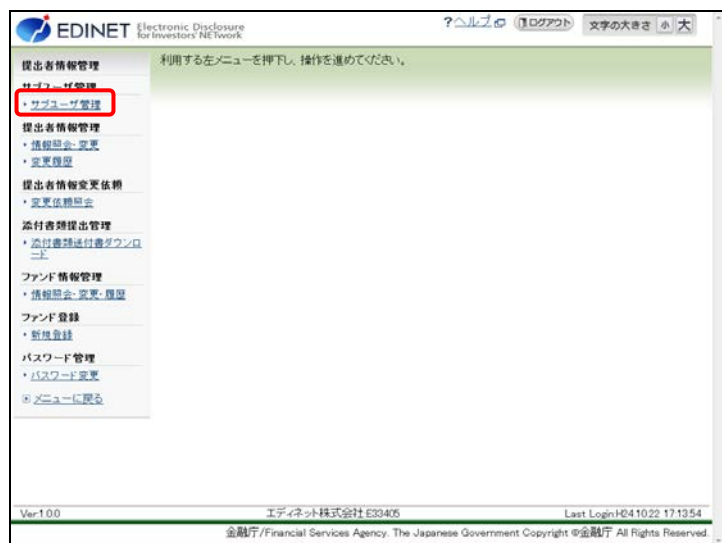 EDINET Electronic Disclosure for Investors' NETwork
?ヘルプ ログアウト 文字の大きさ 小 大
提出者情報管理
利用する左メニューを押下し、操作を進めてください。
サブユーザ管理
サブユーザ管理
提出者情報管理
情報照会・変更
変更履歴
提出者情報変更依頼
変更依頼照会
添付書類提出管理
添付書類送付書ダウンロ
ード
ファンド情報管理
情報照会・変更・履歴
ファンド登録
新規登録
パスワード管理
パスワード変更
メニューに戻る
Ver.1.0.0 エディネット株式会社:E33405 Last Login:H24.10.22 17:13:54
金融庁/Financial Services Agency. The Japanese Government Copyright ©金融庁 All Rights Reserved.